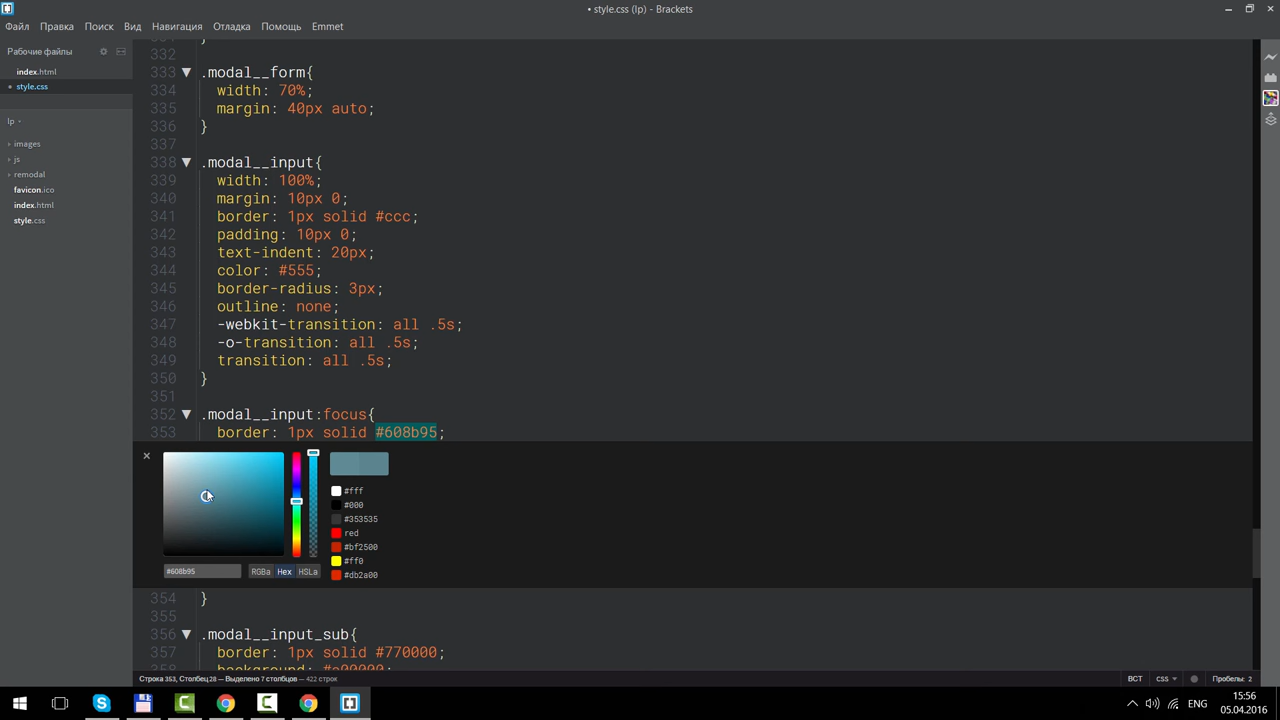 • style.css (lp) - Brackets
Файл Правка Поиск Вид Навигация Отладка Помощь Emmet
Рабочие файлы
index.html
• style.css
lp
images
js
remodal
favicon.ico
index.html
style.css
332
333 .modal__form{
334 width: 70%;
335 margin: 40px auto;
336 }
337
338 .modal__input{
339 width: 100%;
340 margin: 10px 0;
341 border: 1px solid #ccc;
342 padding: 10px 0;
343 text-indent: 20px;
344 color: #555;
345 border-radius: 3px;
346 outline: none;
347 -webkit-transition: all .5s;
348 -o-transition: all .5s;
349 transition: all .5s;
350 }
351
352 .modal__input:focus{
353 border: 1px solid #608b95;
#fff
#000
#353535
red
#bf2500
#ff0
#db2a00
#608b95 RGBa Hex HSLa
354 }
355
356 .modal__input_sub{
357 border: 1px solid #770000;
Строка 353, Столбец 28 — Выделено 7 столбцов — 422 строк
ВСТ CSS Пробелы: 2
ENG
15:56
05.04.2016